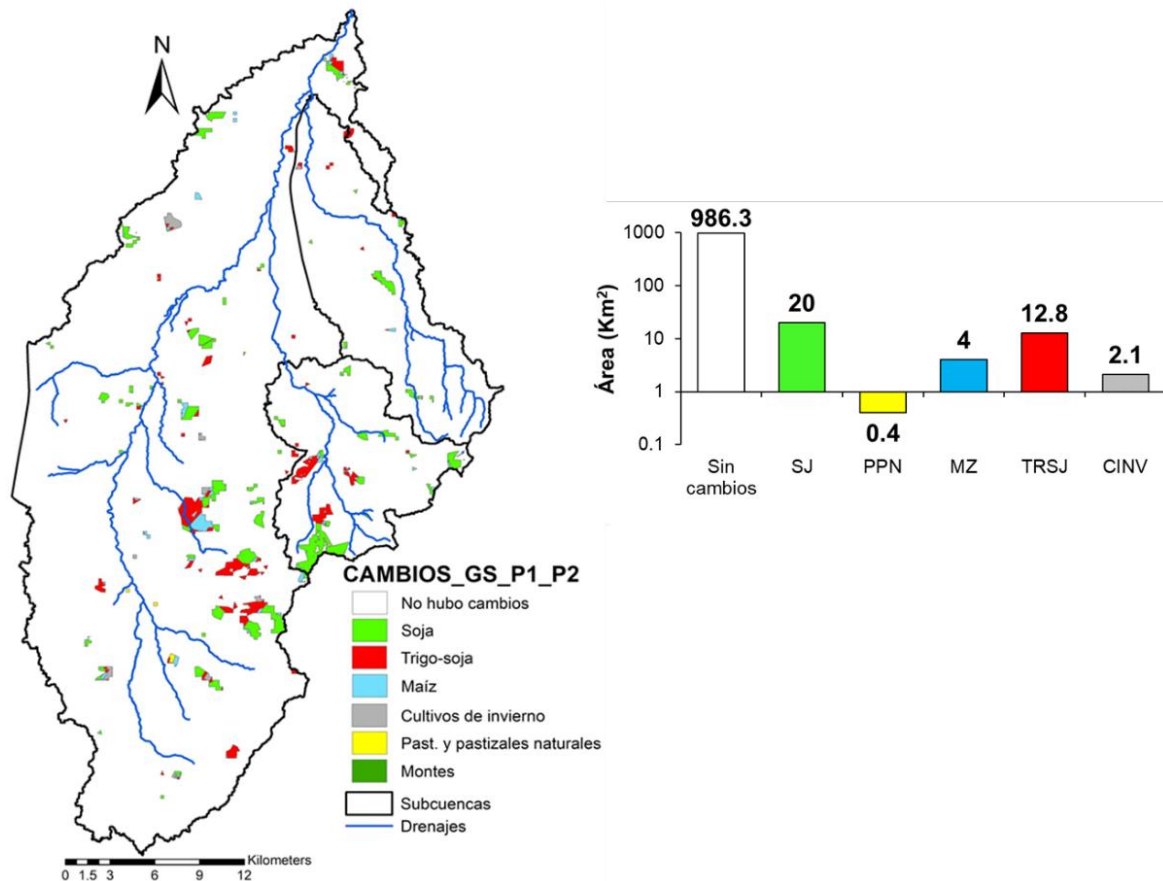 N
CAMBIOS_GS_P1_P2
No hubo cambios
Soja
Trigo-soja
Maíz
Cultivos de invierno
Past. y pastizales naturales
Montes
Subcuencas
Drenajes
Kilometers
0 1.5 3 6 9 12
Área (Km²)
1000
100
10
1
0.1
986.3
20
0.4
4
12.8
2.1
Sin
cambios
SJ
PPN
MZ
TRSJ
CINV